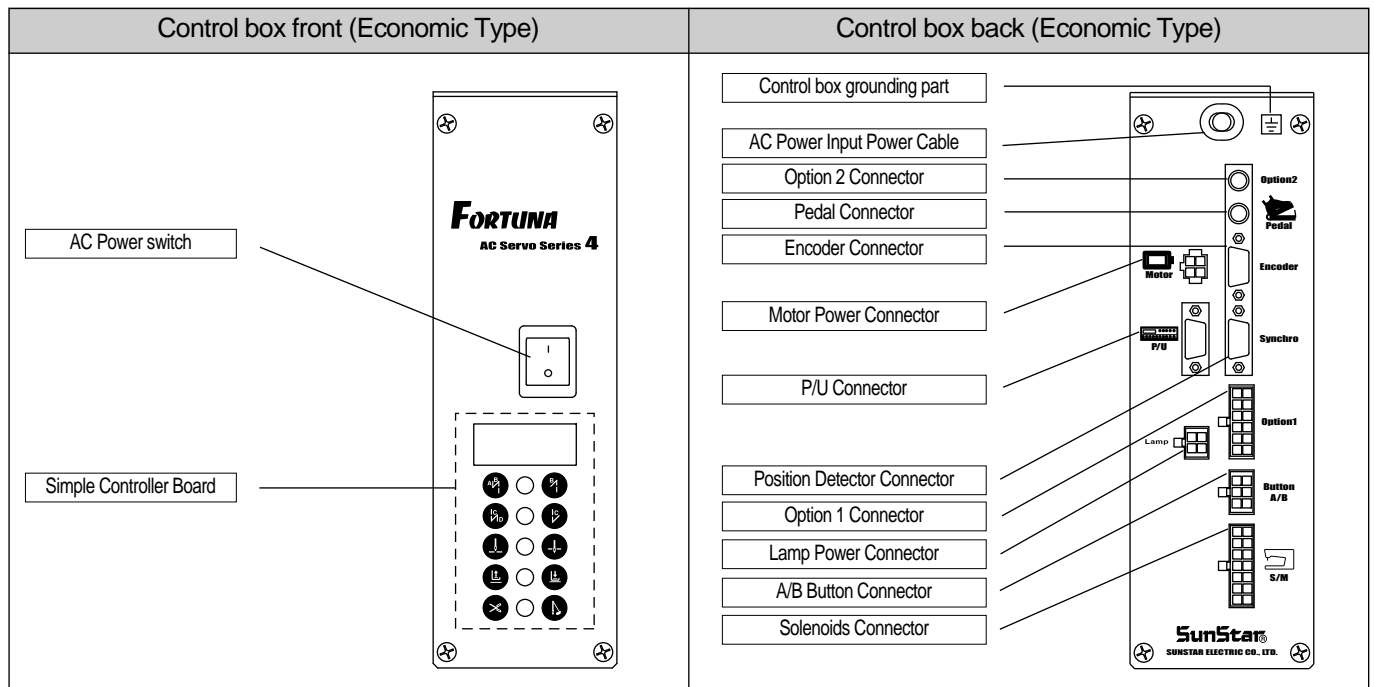 Control box front (Economic Type)
Control box back (Economic Type)
AC Power switch
Simple Controller Board
FORTUNA
AC Servo Series 4
I
O
A B
B
C D
C
Control box grounding part
AC Power Input Power Cable
Option 2 Connector
Pedal Connector
Encoder Connector
Motor Power Connector
P/U Connector
Position Detector Connector
Option 1 Connector
Lamp Power Connector
A/B Button Connector
Solenoids Connector
Option2
Pedal
Encoder
Motor
Synchro
P/U
Option1
Lamp
Button
A/B
S/M
SunStar®
SUNSTAR ELECTRIC CO., LTD.